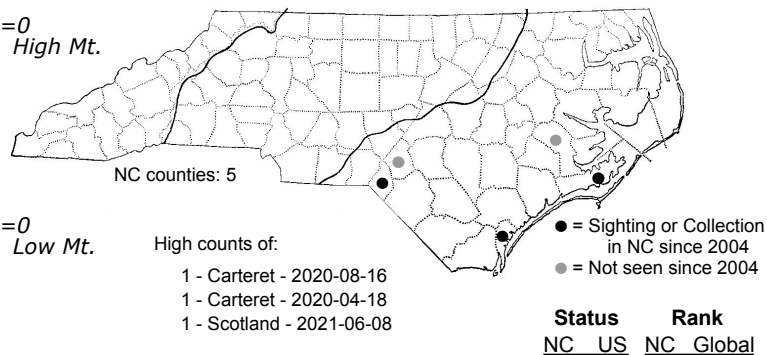 =0
High Mt.
NC counties: 5
=0
Low Mt.
High counts of:
1 - Carteret - 2020-08-16
1 - Carteret - 2020-04-18
1 - Scotland - 2021-06-08
● = Sighting or Collection
in NC since 2004
● = Not seen since 2004
Status Rank
NC US NC Global